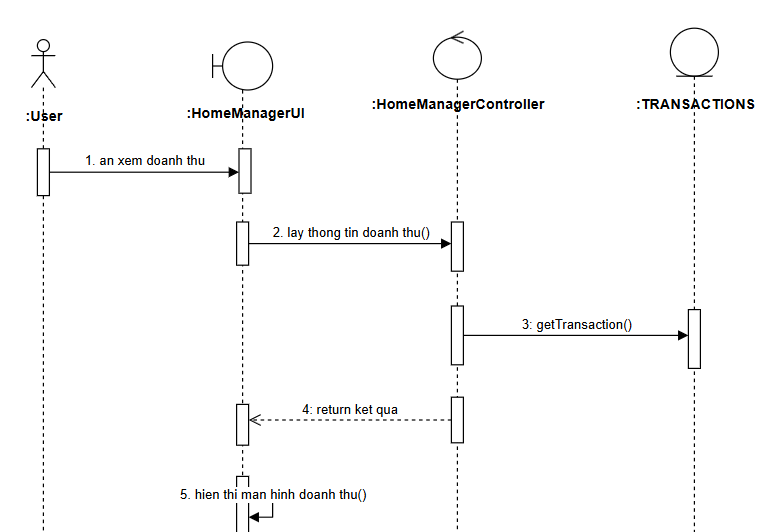 :User
:HomeManagerUI
:HomeManagerController
:TRANSACTIONS
1. an xem doanh thu
2. lay thong tin doanh thu()
3: getTransaction()
4: return ket qua
5. hien thi man hinh doanh thu()